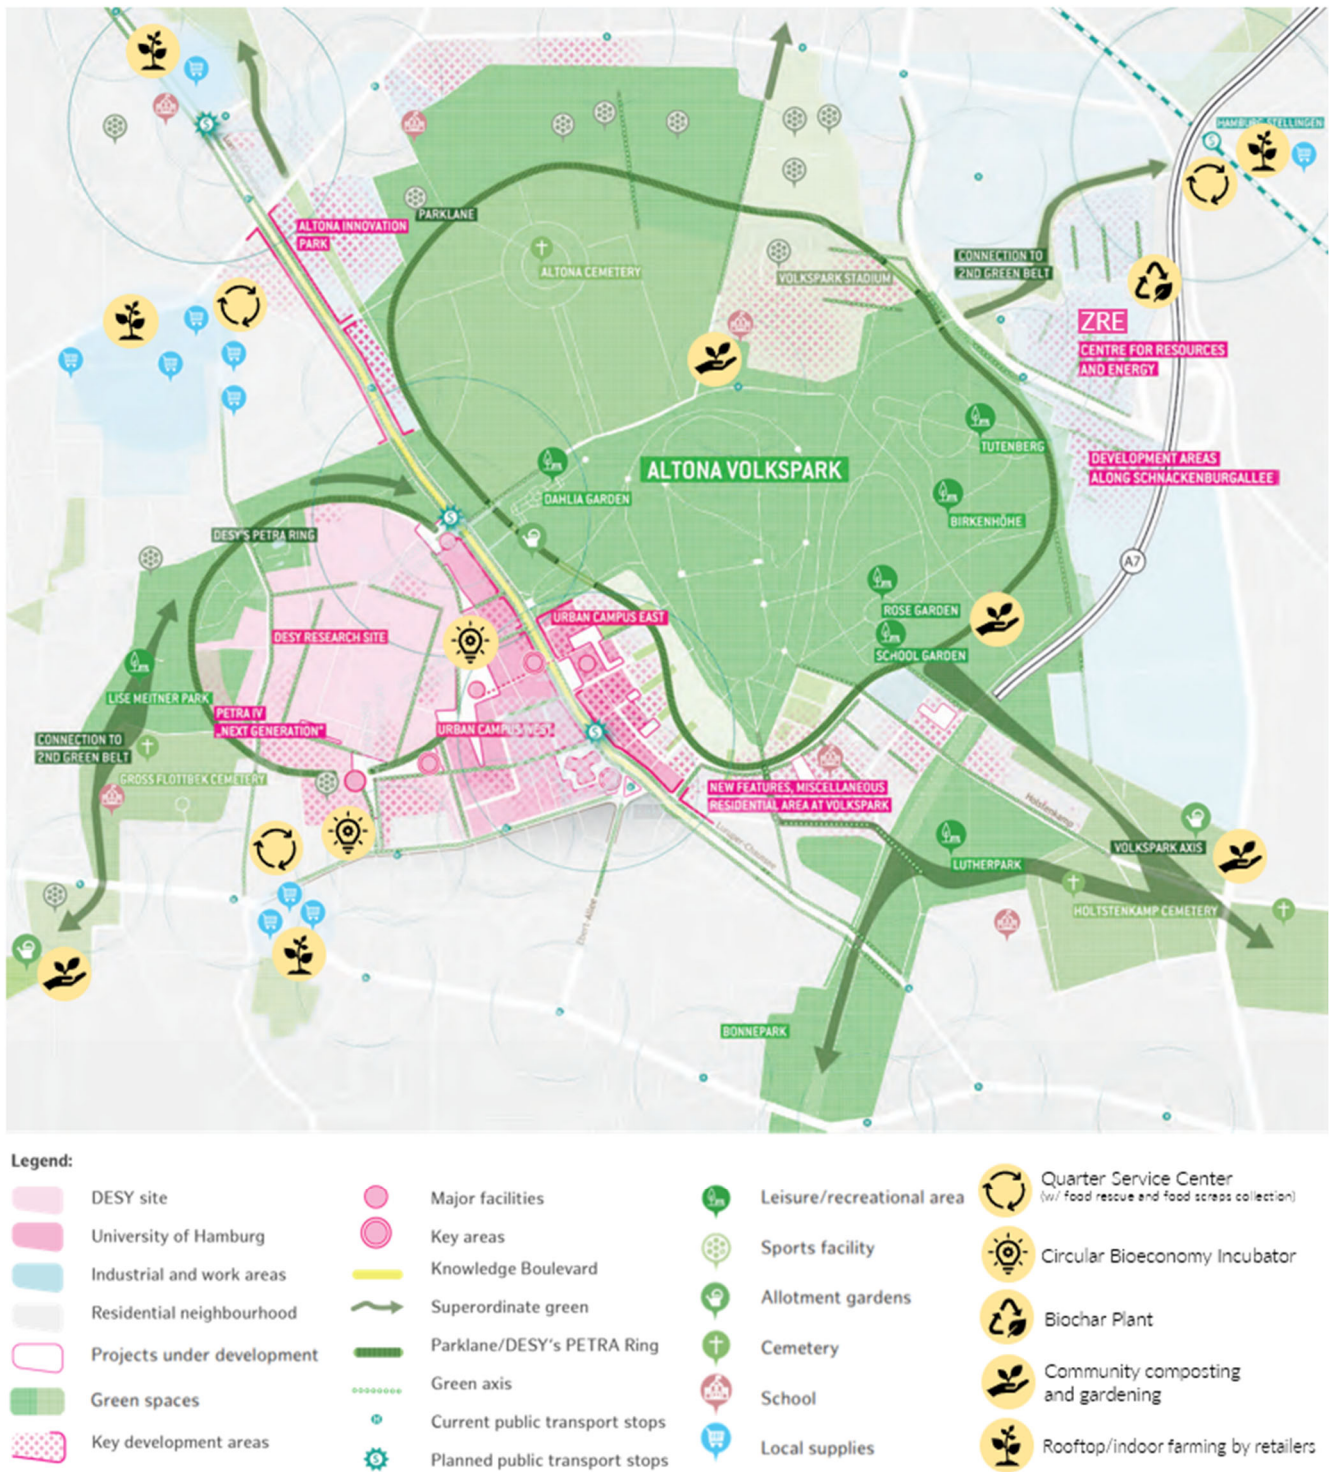 HAMBURG-STELLINGEN
PARKLANE
ALTONA INNOVATION
PARK
ALTONA CEMETERY
VOLKSPARK STADIUM
CONNECTION TO
2ND GREEN BELT
ZRE
CENTRE FOR RESOURCES
AND ENERGY
TUTENBERG
ALTONA VOLKSPARK
DEVELOPMENT AREAS
ALONG SCHNACKENBURGALLEE
DAHLIA GARDEN
BIRKENHÖHE
DESY'S PETRA RING
A7
ROSE GARDEN
URBAN CAMPUS EAST
DESY RESEARCH SITE
SCHOOL GARDEN
LISE MEITNER PARK
PETRA IV
„NEXT GENERATION"
URBAN CAMPUS WEST
CONNECTION TO
2ND GREEN BELT
GROSS FLOTTBEK CEMETERY
NEW FEATURES, MISCELLANEOUS
RESIDENTIAL AREA AT VOLKSPARK
Holstenkamp
Luruper Chaussee
VOLKSPARK AXIS
LUTHERPARK
HOLTSTENKAMP CEMETERY
Ebert-Allee
BONNEPARK
Legend:
DESY site
University of Hamburg
Industrial and work areas
Residential neighbourhood
Projects under development
Green spaces
Key development areas
Major facilities
Key areas
Knowledge Boulevard
Superordinate green
Parklane/DESY's PETRA Ring
Green axis
H
Current public transport stops
S
Planned public transport stops
Leisure/recreational area
Sports facility
Allotment gardens
Cemetery
School
Local supplies
Quarter Service Center
(w/ food rescue and food scraps collection)
Circular Bioeconomy Incubator
Biochar Plant
Community composting
and gardening
Rooftop/indoor farming by retailers